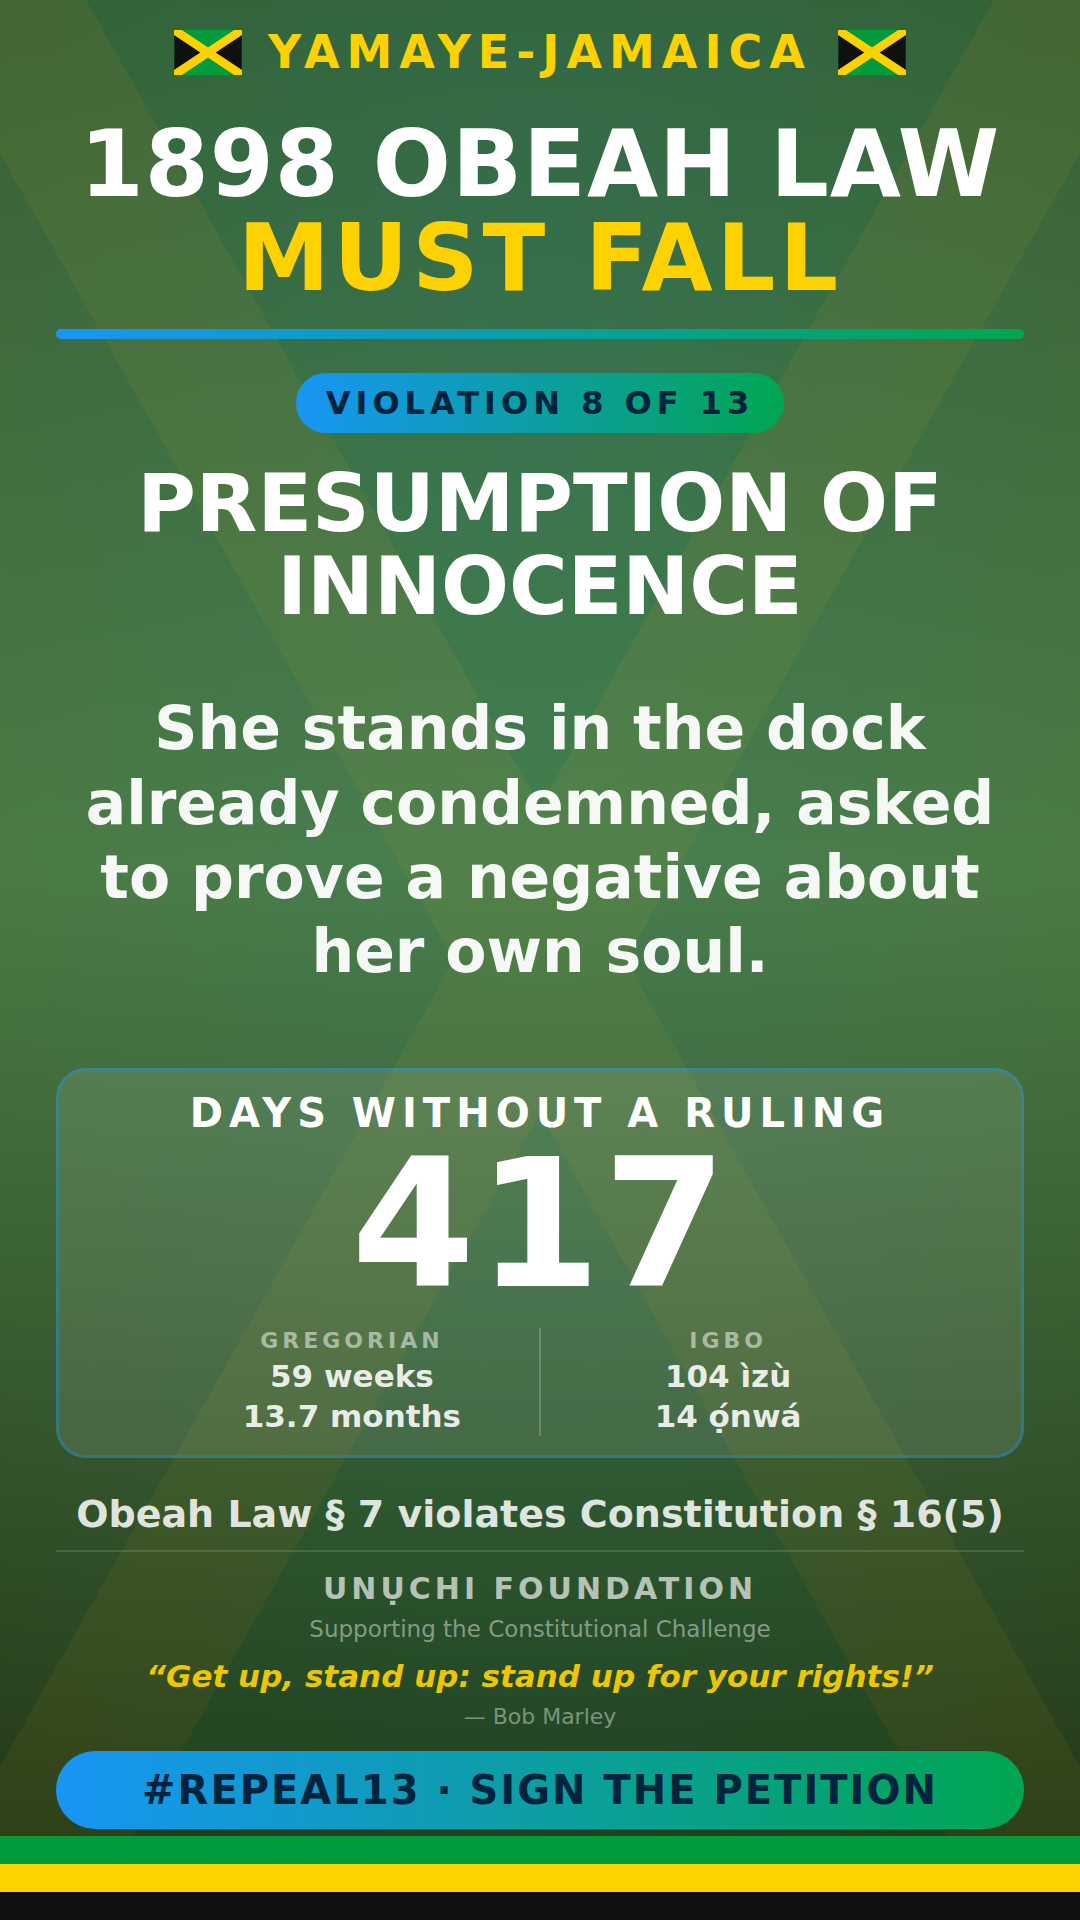 YAMAYE-JAMAICA
1898 OBEAH LAW
MUST FALL
VIOLATION 8 OF 13
PRESUMPTION OF
INNOCENCE
She stands in the dock
already condemned, asked
to prove a negative about
her own soul.
DAYS WITHOUT A RULING
417
GREGORIAN
59 weeks
13.7 months
IGBO
104 ìzù
14 ọ́nwá
Obeah Law § 7 violates Constitution § 16(5)
UNỤCHI FOUNDATION
Supporting the Constitutional Challenge
“Get up, stand up: stand up for your rights!”
— Bob Marley
#REPEAL13 · SIGN THE PETITION